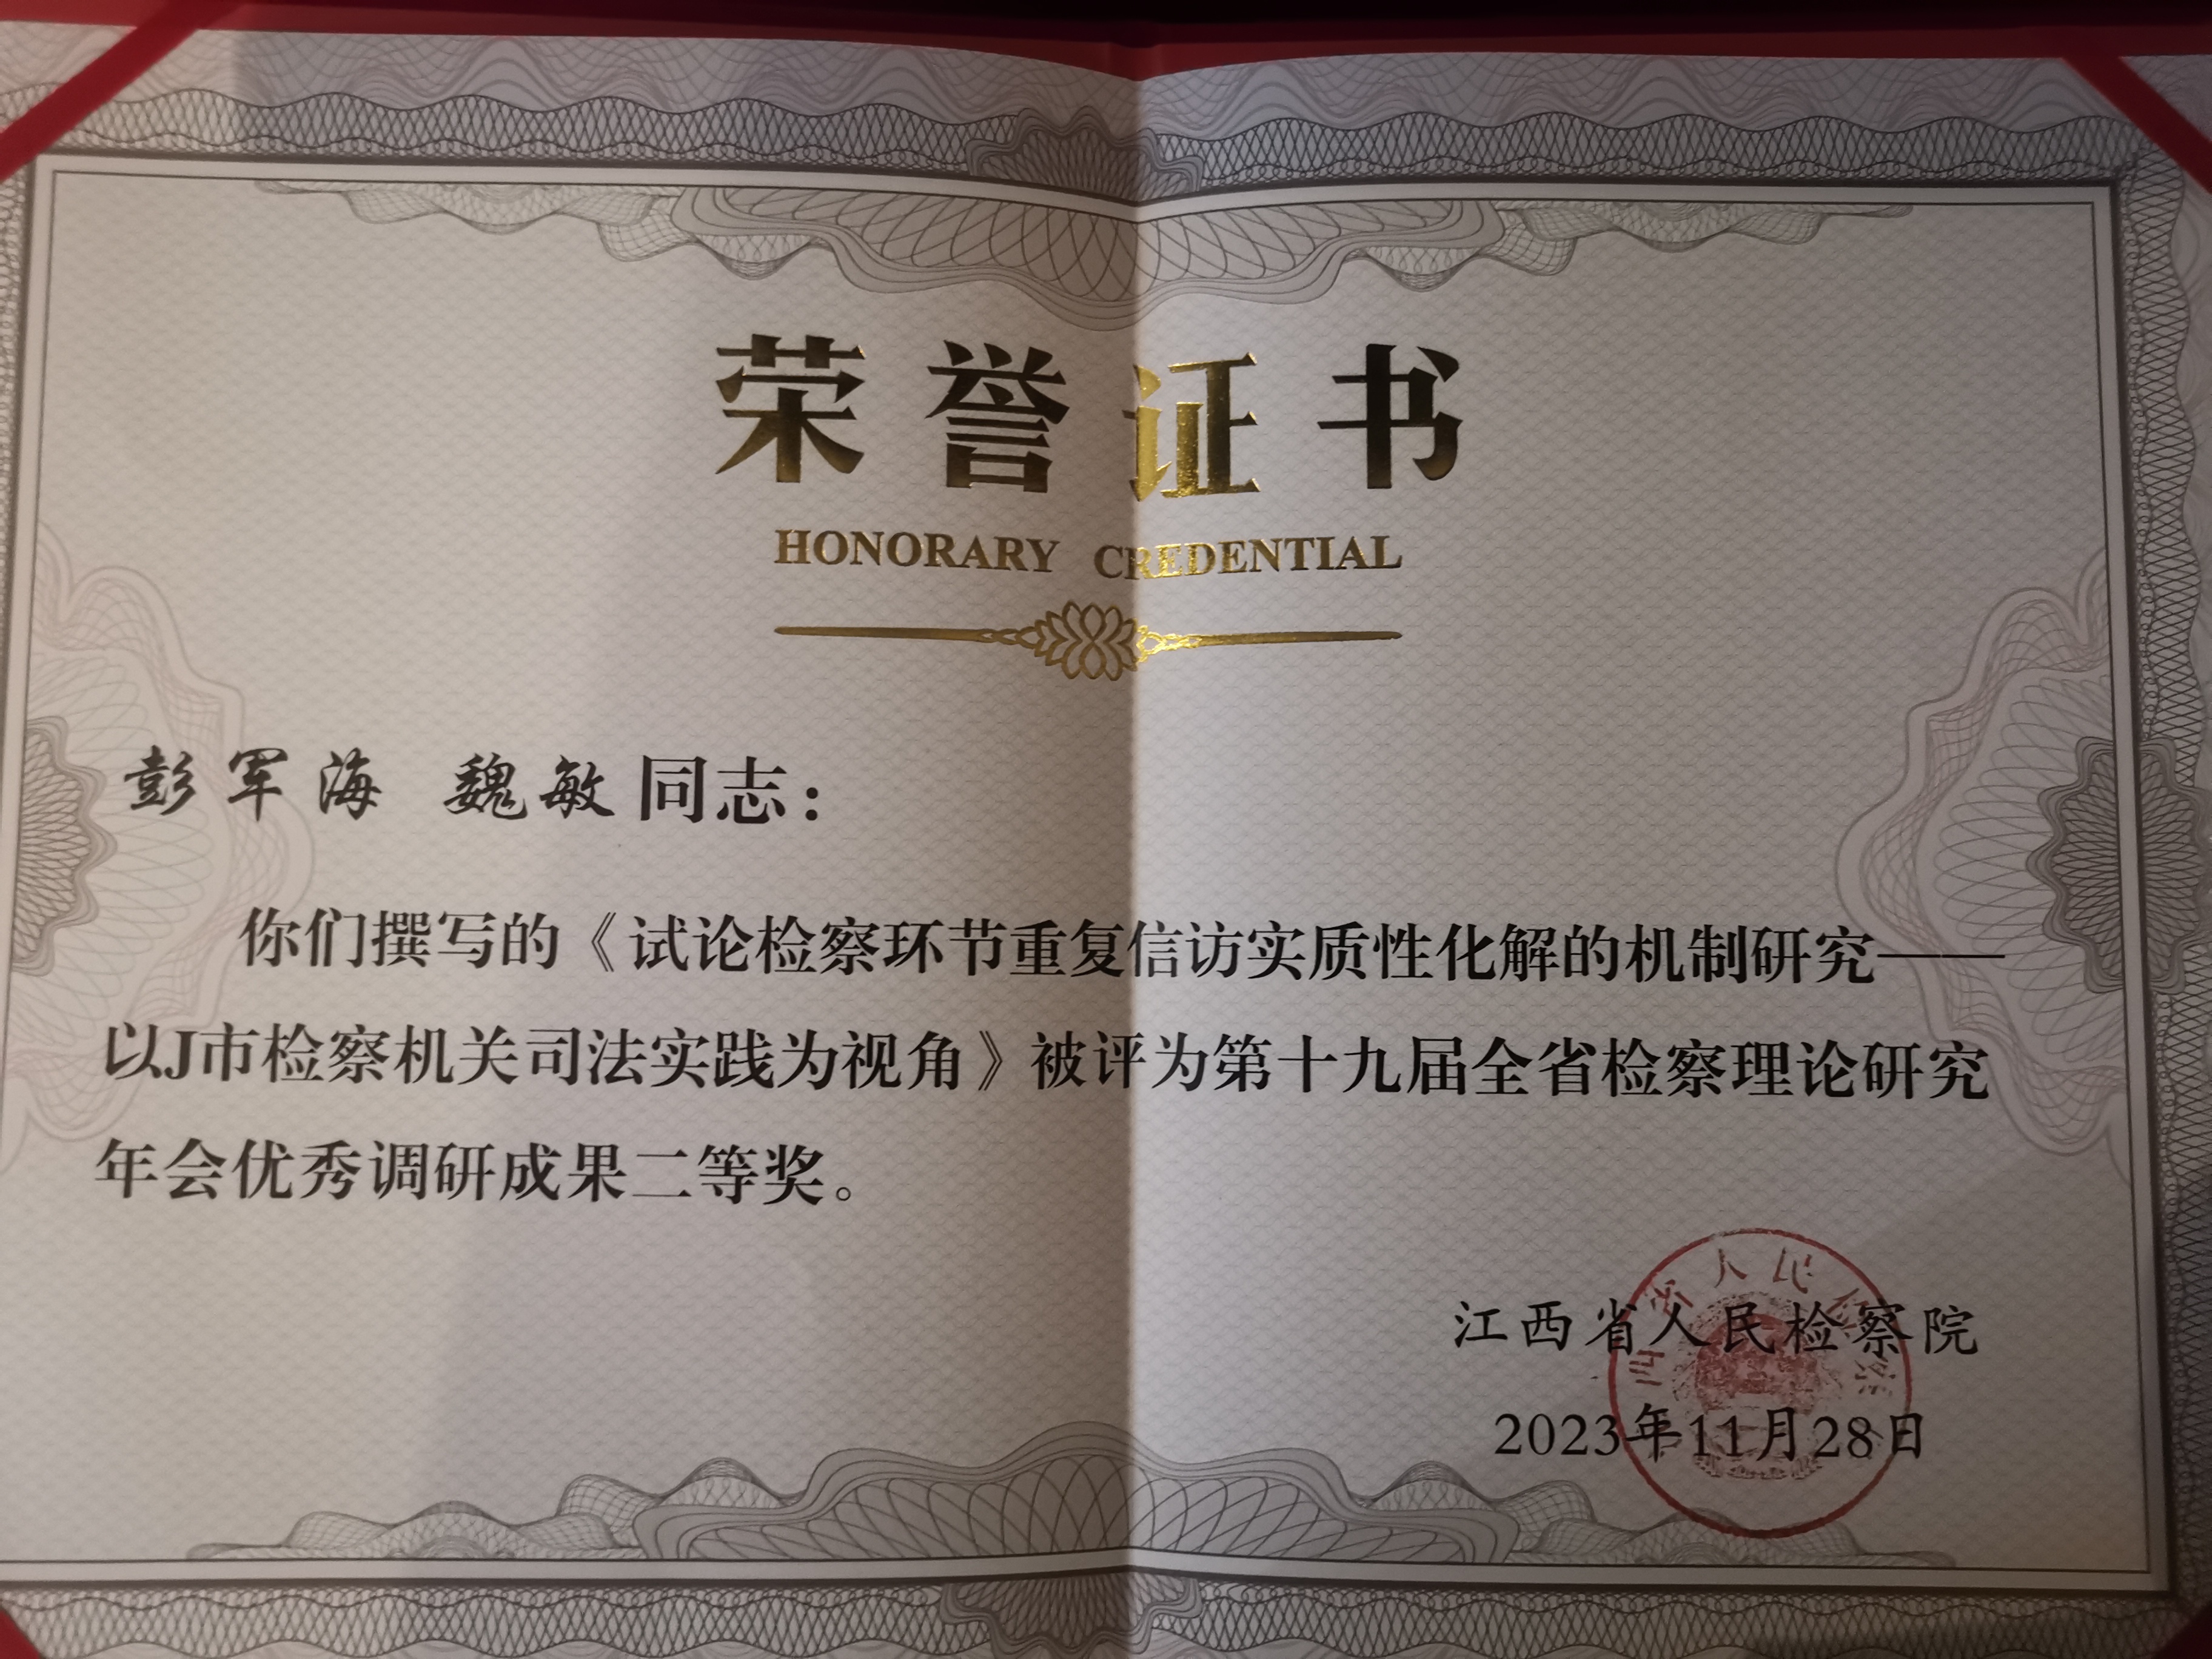 荣誉证书
HONORARY CREDENTIAL
彭军海 魏敏同志：
你们撰写的《试论检察环节重复信访实质性化解的机制研究——
以J市检察机关司法实践为视角》被评为第十九届全省检察理论研究
年会优秀调研成果二等奖。
江西省人民检察院
2023年11月28日